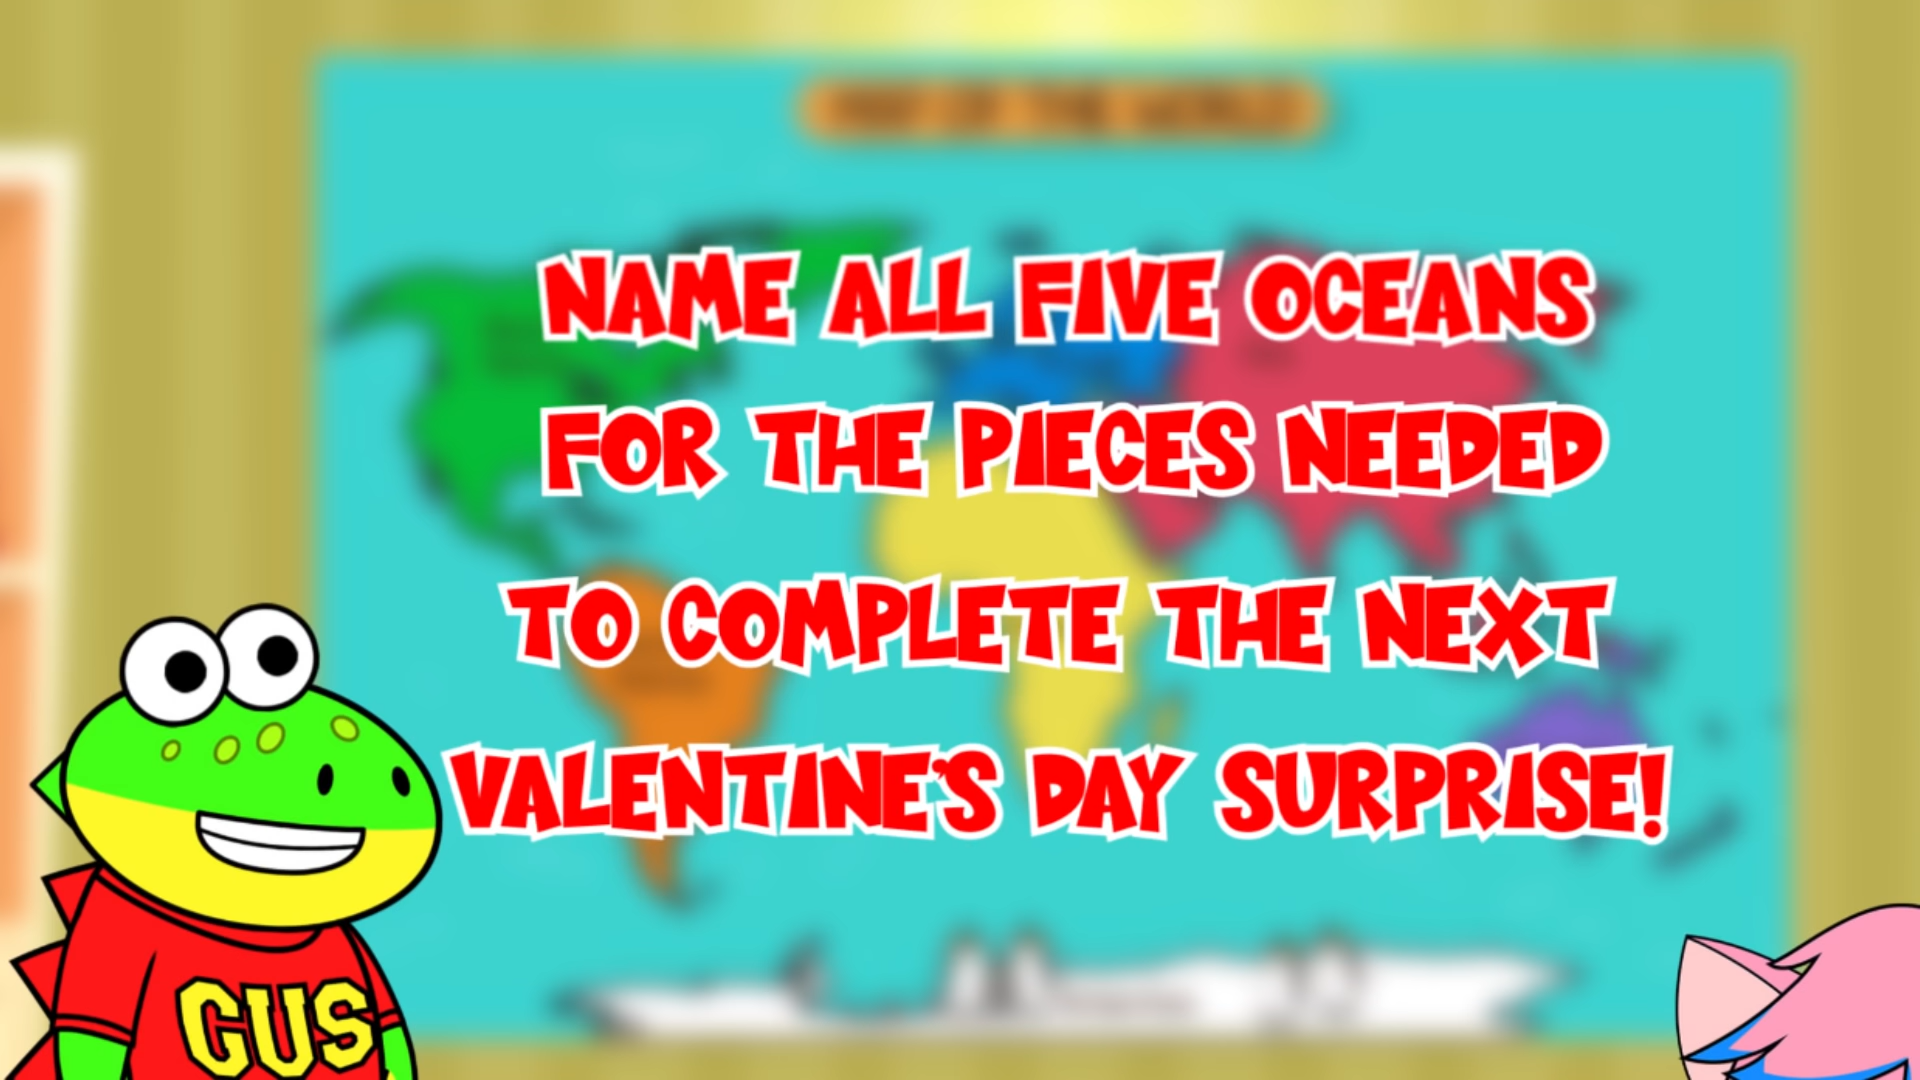 NAME ALL FIVE OCEANS
FOR THE PIECES NEEDED
TO COMPLETE THE NEXT
VALENTINE'S DAY SURPRISE!
GUS